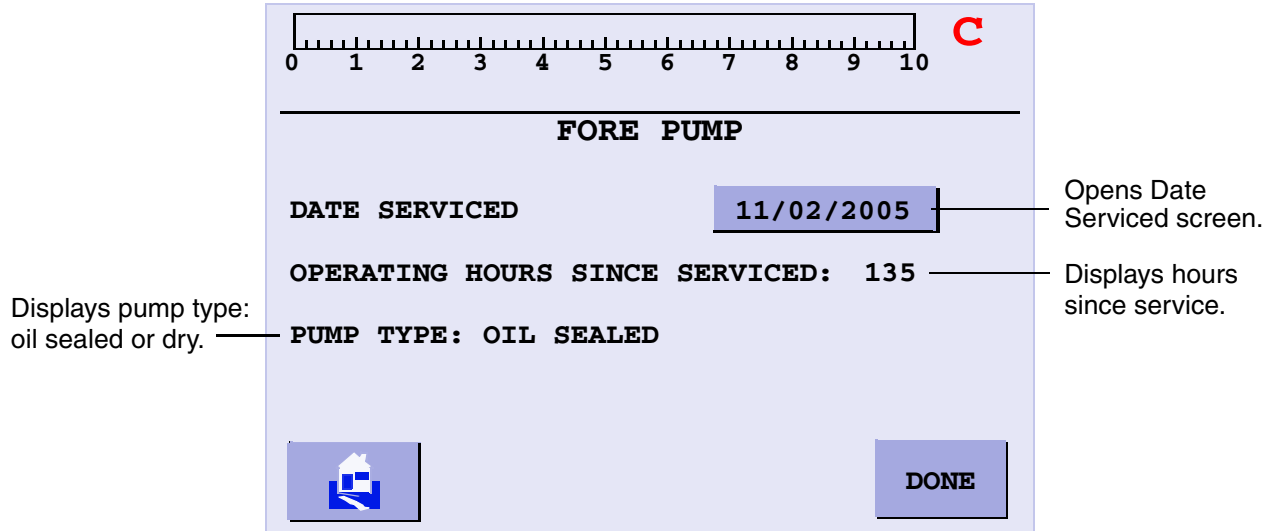 C
0 1 2 3 4 5 6 7 8 9 10
FORE PUMP
DATE SERVICED 11/02/2005
Opens Date
Serviced screen.
OPERATING HOURS SINCE SERVICED: 135
Displays hours
since service.
Displays pump type:
oil sealed or dry.
PUMP TYPE: OIL SEALED
DONE